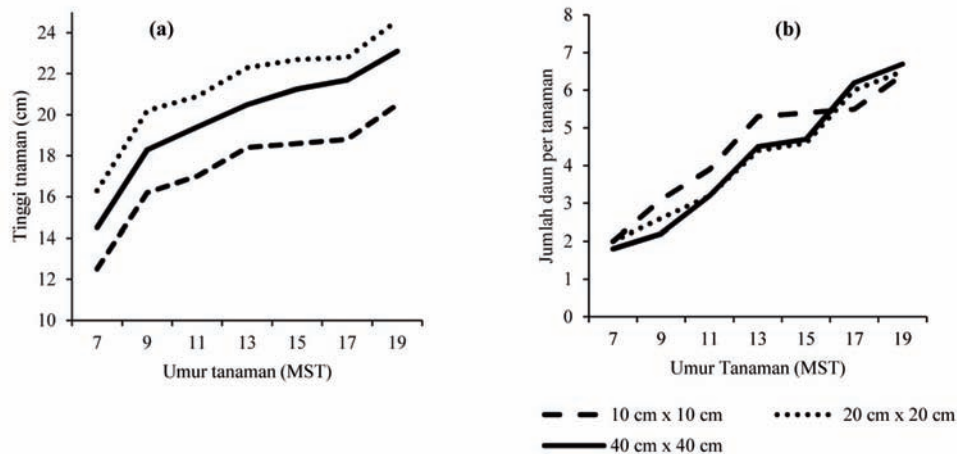 (a)
Tinggi tnaman (cm)
24
22
20
18
16
14
12
10
7 9 11 13 15 17 19
Umur tanaman (MST)
(b)
Jumlah daun per tanaman
8
7
6
5
4
3
2
1
0
7 9 11 13 15 17 19
Umur Tanaman (MST)
10 cm x 10 cm 20 cm x 20 cm
40 cm x 40 cm